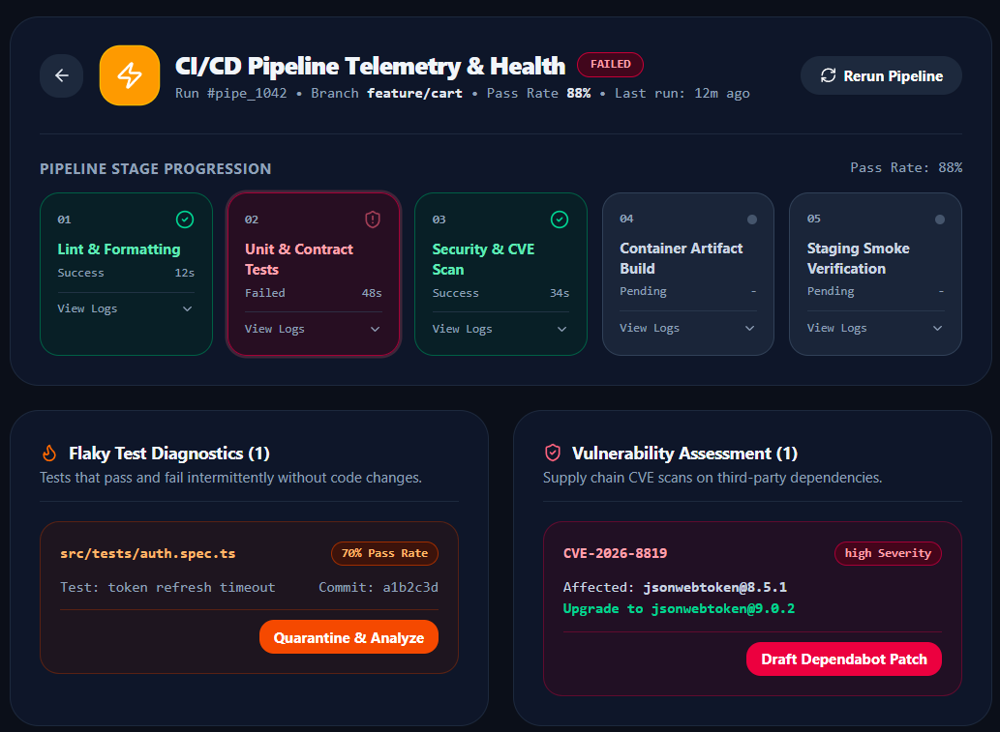 CI/CD Pipeline Telemetry & Health FAILED
Run #pipe_1042 • Branch feature/cart • Pass Rate 88% • Last run: 12m ago
Rerun Pipeline
PIPELINE STAGE PROGRESSION
Pass Rate: 88%
01
Lint & Formatting
Success 12s
View Logs
02
Unit & Contract
Tests
Failed 48s
View Logs
03
Security & CVE
Scan
Success 34s
View Logs
04
Container Artifact
Build
Pending -
View Logs
05
Staging Smoke
Verification
Pending -
View Logs
Flaky Test Diagnostics (1)
Tests that pass and fail intermittently without code changes.
src/tests/auth.spec.ts 70% Pass Rate
Test: token refresh timeout Commit: a1b2c3d
Quarantine & Analyze
Vulnerability Assessment (1)
Supply chain CVE scans on third-party dependencies.
CVE-2026-8819 high Severity
Affected: jsonwebtoken@8.5.1
Upgrade to jsonwebtoken@9.0.2
Draft Dependabot Patch